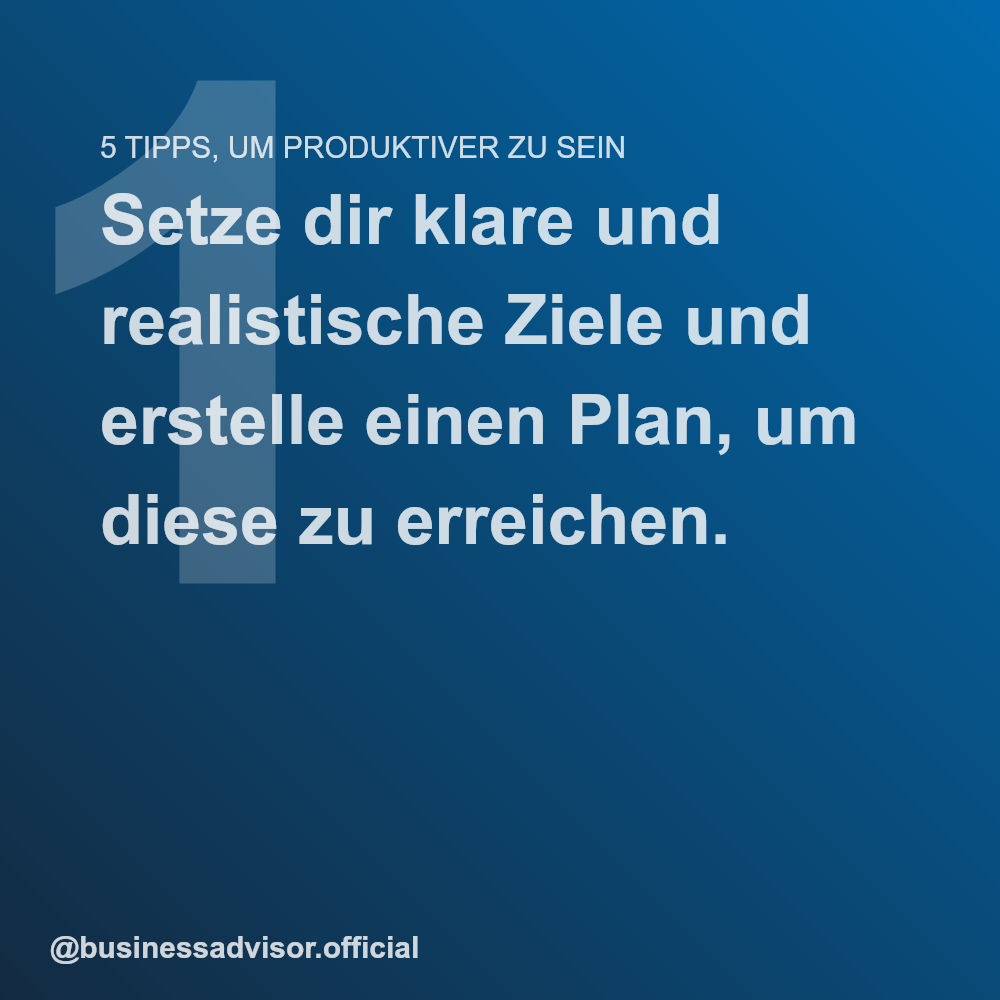 1
5 TIPPS, UM PRODUKTIVER ZU SEIN
Setze dir klare und
realistische Ziele und
erstelle einen Plan, um
diese zu erreichen.
@businessadvisor.official